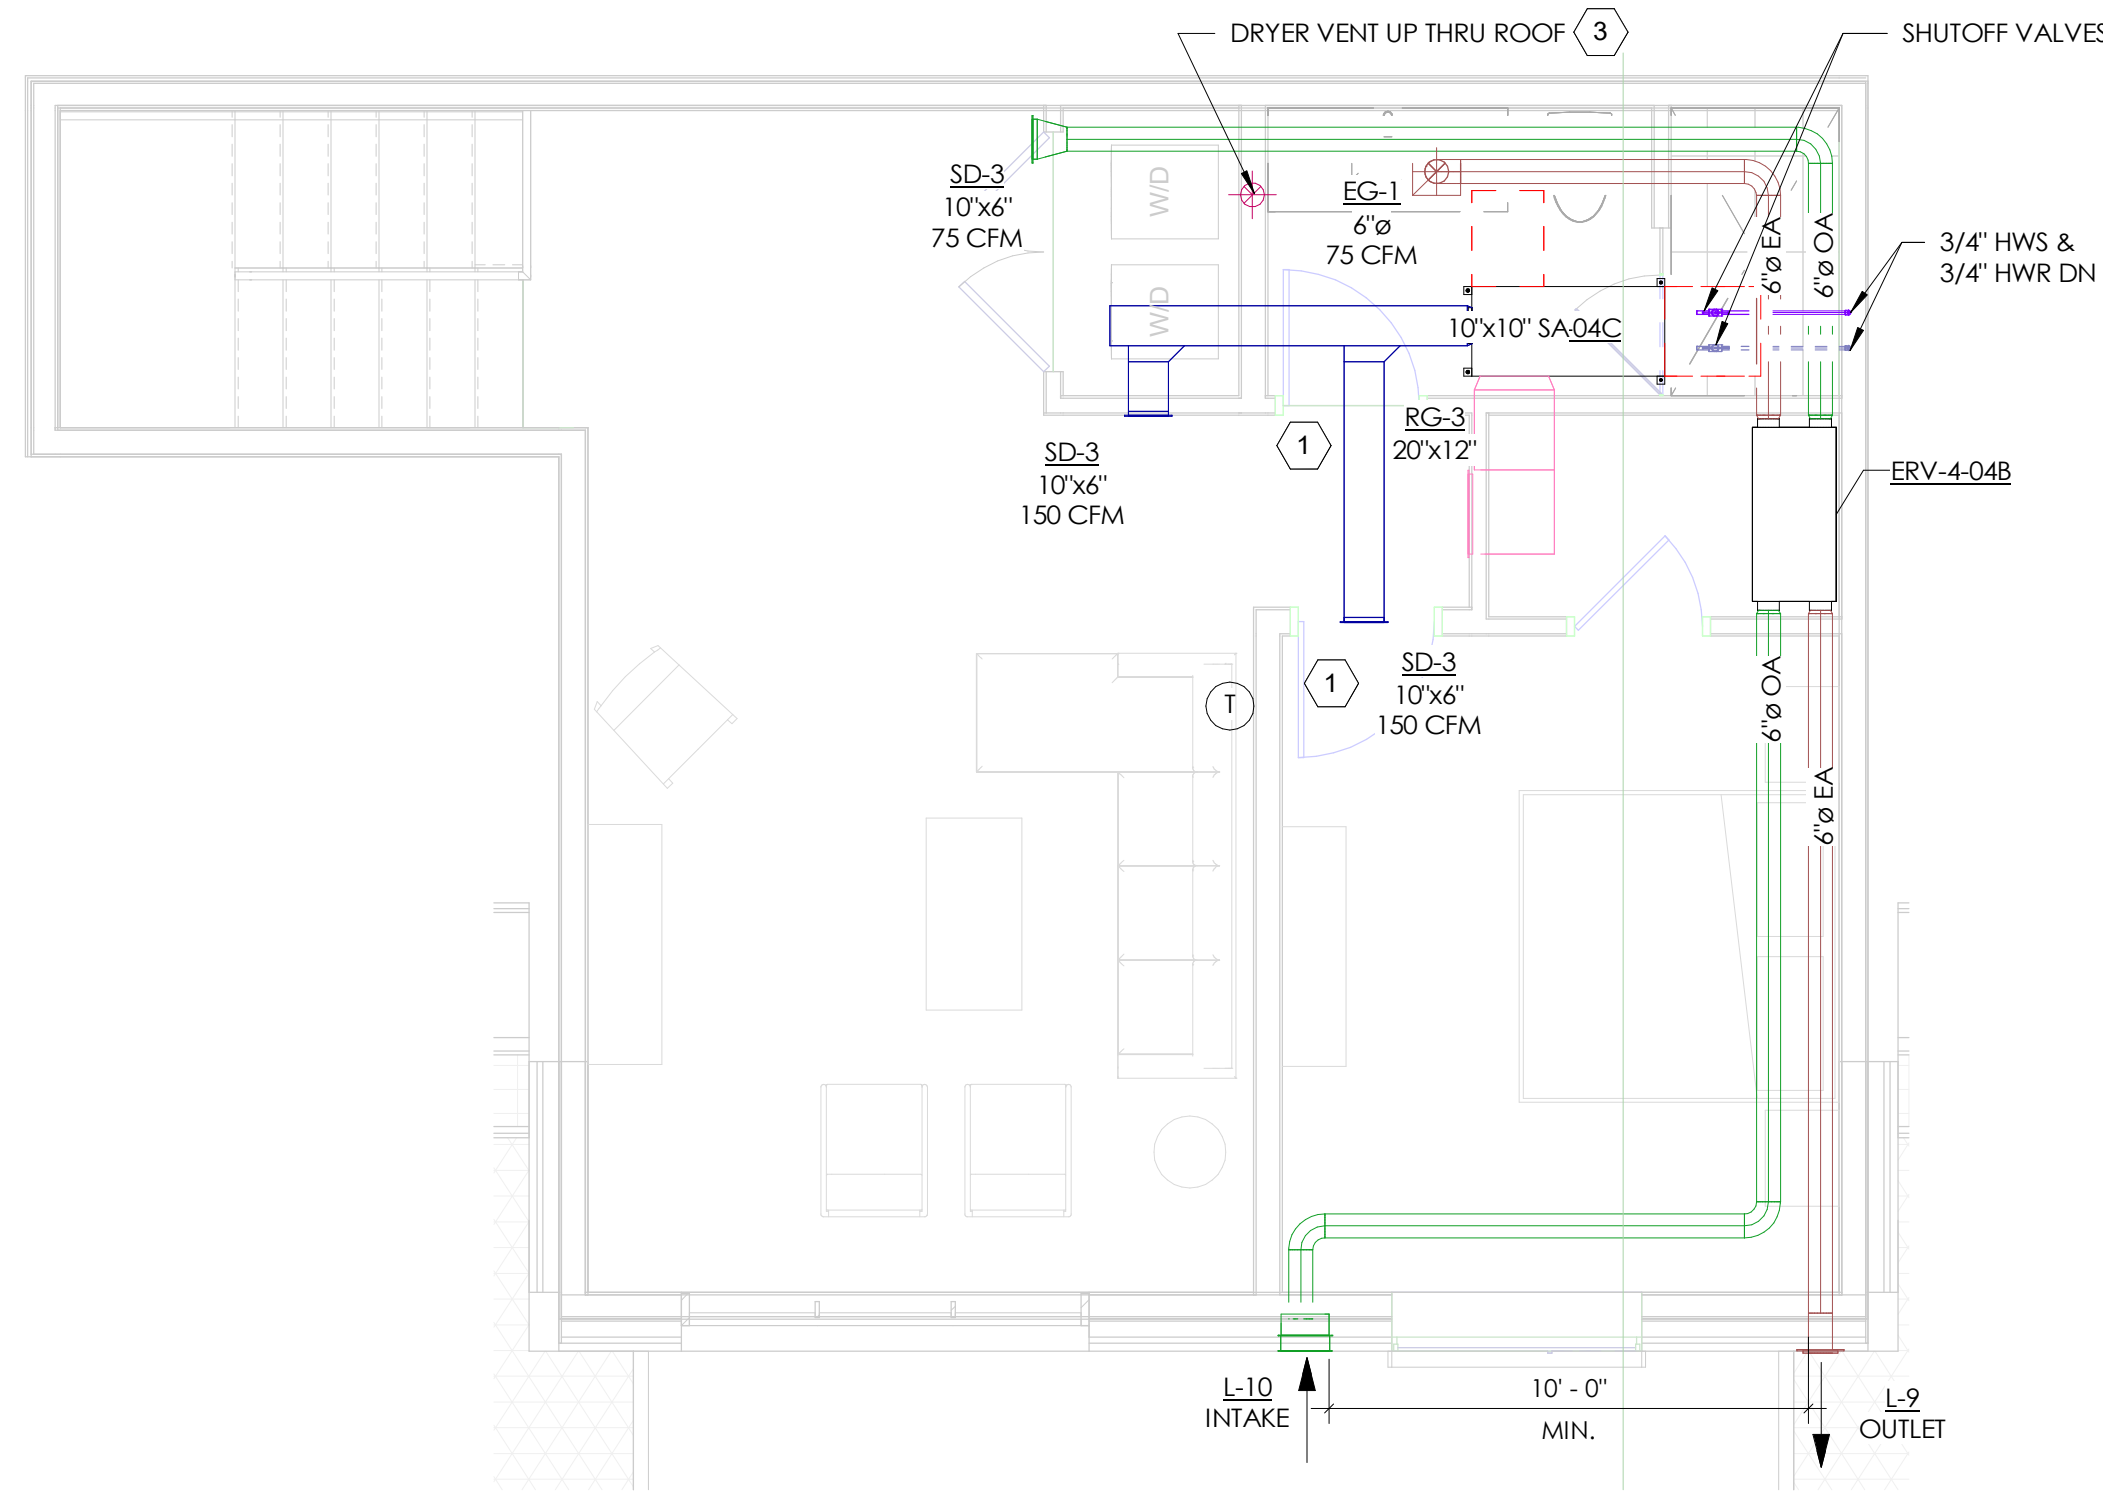 DRYER VENT UP THRU ROOF 3
SHUTOFF VALVES
SD-3
10"x6"
75 CFM
W/D
W/D
EG-1
6"ø
75 CFM
6"ø EA
6"ø OA
3/4" HWS &
3/4" HWR DN
10"x10" SA
-04C
RG-3
20"x12"
1
SD-3
10"x6"
150 CFM
ERV-4-04B
SD-3
10"x6"
150 CFM
1
T
6"ø OA
6"ø EA
L-10
INTAKE
10' - 0"
MIN.
L-9
OUTLET